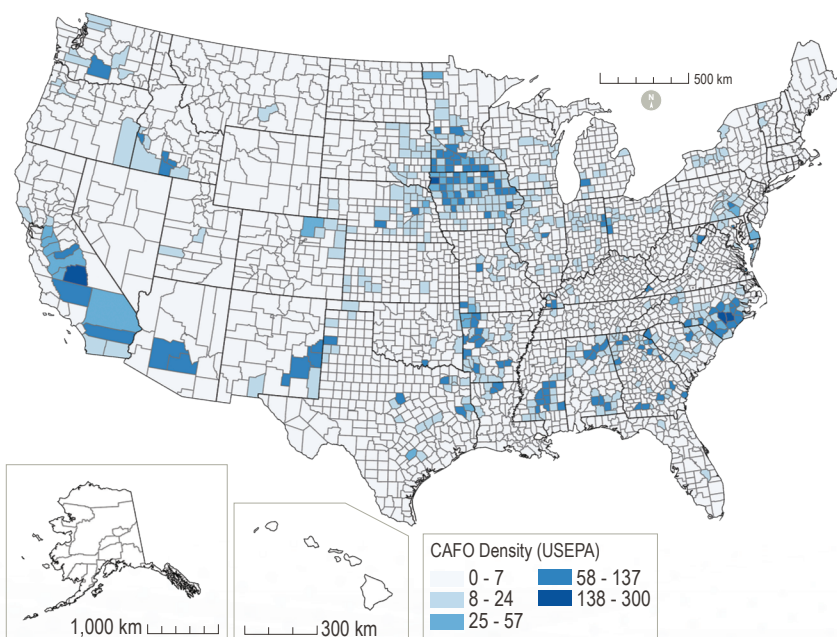 500 km
N
1,000 km
300 km
CAFO Density (USEPA)
0 - 7
8 - 24
25 - 57
58 - 137
138 - 300